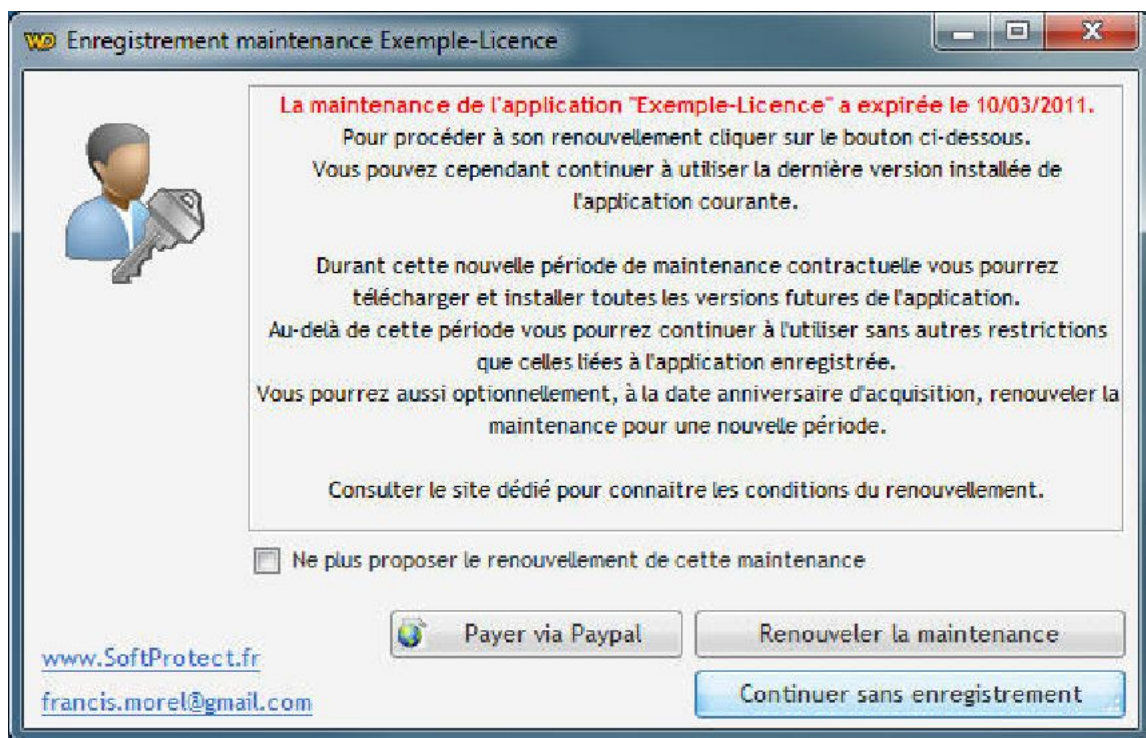 WD Enregistrement maintenance Exemple-Licence
La maintenance de l'application "Exemple-Licence" a expirée le 10/03/2011.
Pour procéder à son renouvellement cliquer sur le bouton ci-dessous.
Vous pouvez cependant continuer à utiliser la dernière version installée de
l'application courante.
Durant cette nouvelle période de maintenance contractuelle vous pourrez
télécharger et installer toutes les versions futures de l'application.
Au-delà de cette période vous pourrez continuer à l'utiliser sans autres restrictions
que celles liées à l'application enregistrée.
Vous pourrez aussi optionnellement, à la date anniversaire d'acquisition, renouveler la
maintenance pour une nouvelle période.
Consulter le site dédié pour connaitre les conditions du renouvellement.
Ne plus proposer le renouvellement de cette maintenance
Payer via Paypal
Renouveler la maintenance
www.SoftProtect.fr
francis.morel@gmail.com
Continuer sans enregistrement